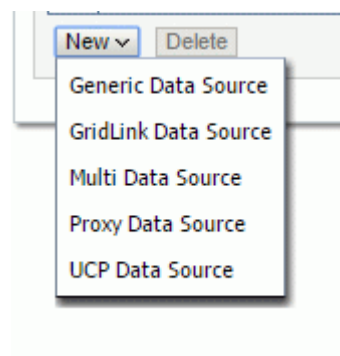 New Delete
Generic Data Source
GridLink Data Source
Multi Data Source
Proxy Data Source
UCP Data Source